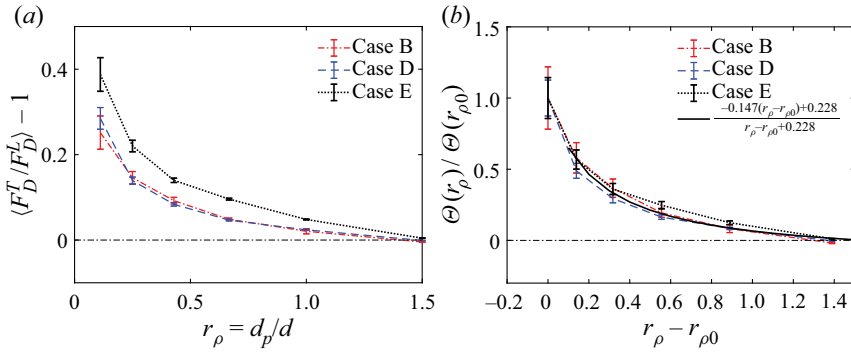 (a)
0.4
0.2
0
⟨F_D^T/F_D^L⟩ − 1
Case B
Case D
Case E
0
0.5
1.0
1.5
r_ρ = d_p/d
(b)
1.5
1.0
0.5
0
Θ(r_ρ)/Θ(r_ρ0)
Case B
Case D
Case E
−0.147(r_ρ−r_ρ0)+0.228
r_ρ−r_ρ0+0.228
−0.2
0
0.2
0.4
0.6
0.8
1.0
1.2
1.4
r_ρ − r_ρ0